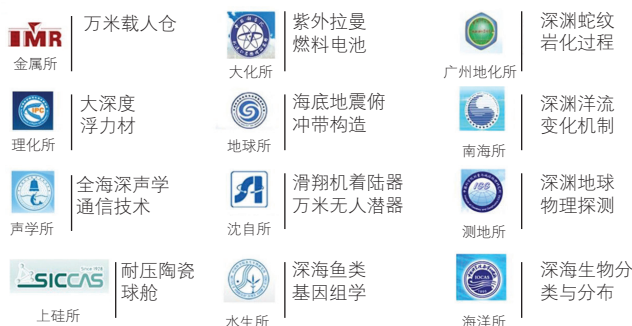 IMR
金属所
万米载人仓
大化所
紫外拉曼
燃料电池
广州地化所
深渊蛇纹
岩化过程
IPC
理化所
大深度
浮力材
地球所
海底地震俯
冲带构造
南海所
深渊洋流
变化机制
声学所
全海深声学
通信技术
沈自所
滑翔机着陆器
万米无人潜器
IGG
测地所
深渊地球
物理探测
SICCAS
上硅所
耐压陶瓷
球舱
水生所
深海鱼类
基因组学
IOCAS
海洋所
深海生物分
类与分布